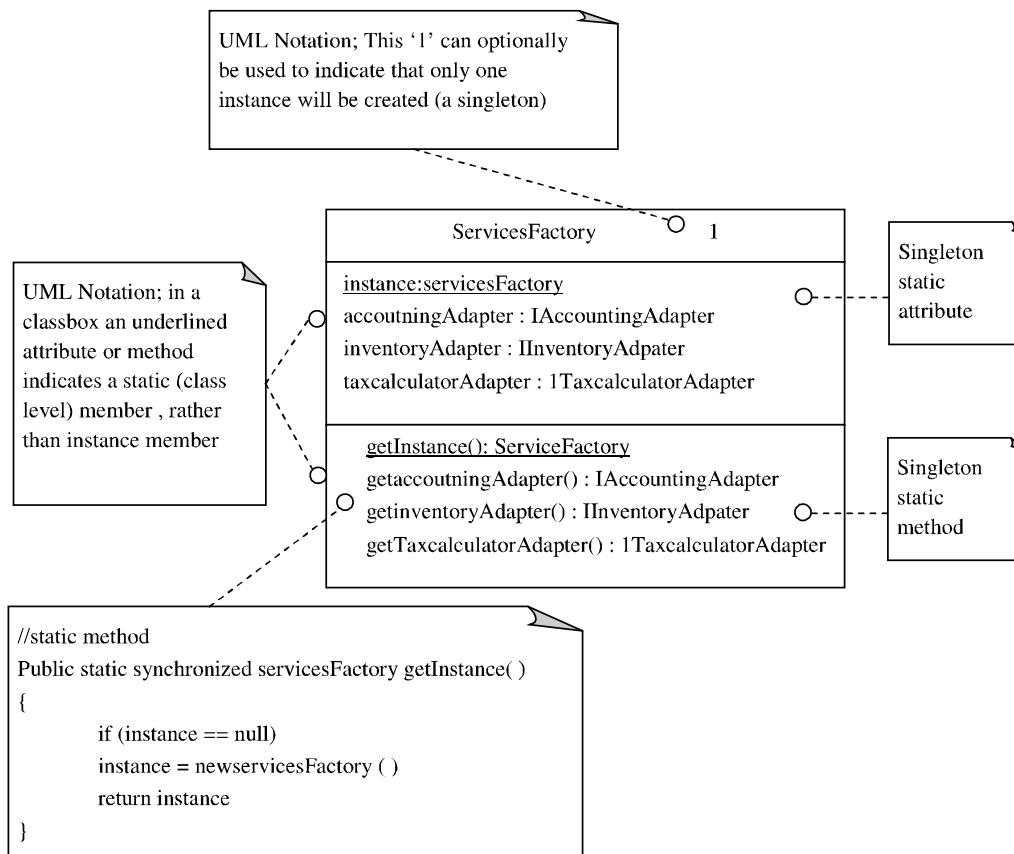 UML Notation; This ‘1’ can optionally
be used to indicate that only one
instance will be created (a singleton)
ServicesFactory 1
instance:servicesFactory
accoutningAdapter : IAccountingAdapter
inventoryAdapter : IInventoryAdpater
taxcalculatorAdapter : 1TaxcalculatorAdapter
getInstance(): ServiceFactory
getaccoutningAdapter() : IAccountingAdapter
getinventoryAdapter() : IInventoryAdpater
getTaxcalculatorAdapter() : 1TaxcalculatorAdapter
Singleton
static
attribute
UML Notation; in a
classbox an underlined
attribute or method
indicates a static (class
level) member , rather
than instance member
Singleton
static
method
//static method
Public static synchronized servicesFactory getInstance( )
{
if (instance == null)
instance = newservicesFactory ( )
return instance
}